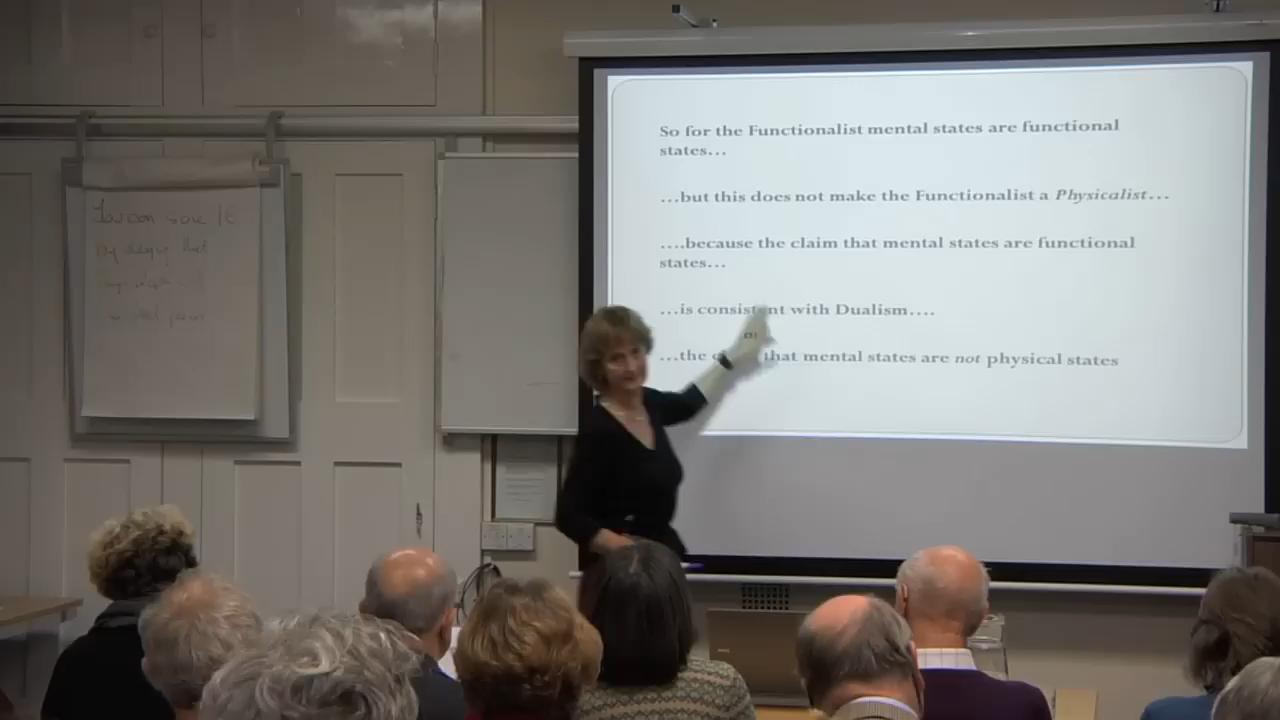 So for the Functionalist mental states are functional
states…
…but this does not make the Functionalist a Physicalist…
….because the claim that mental states are functional
states…
…is consistent with Dualism….
…the that mental states are not physical states